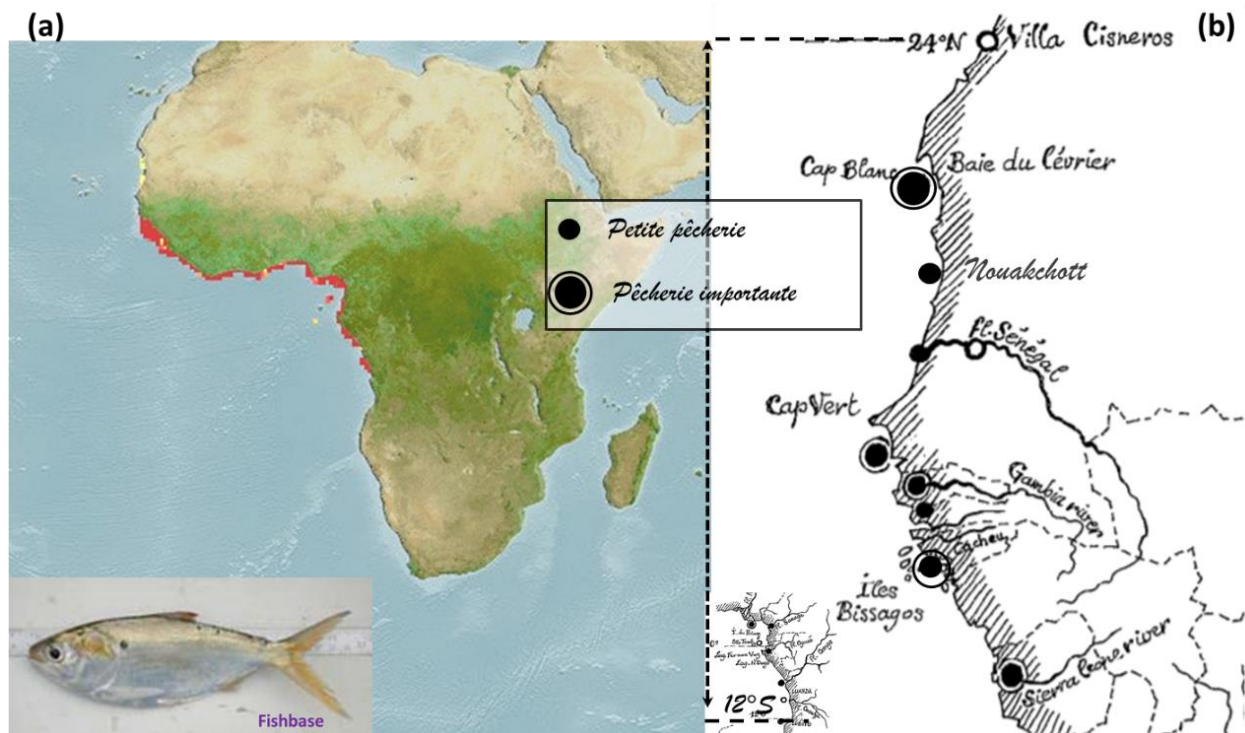 (a)
(b)
24°N
Villa Cisneros
Cap Blanc
Baie du Lévrier
Petite pêcherie
Pêcherie importante
Nouakchott
fl. Sénégal
Cap Vert
Gambia river
Cacheu
Îles
Bissagos
Sierra Leone river
12°S
Fishbase